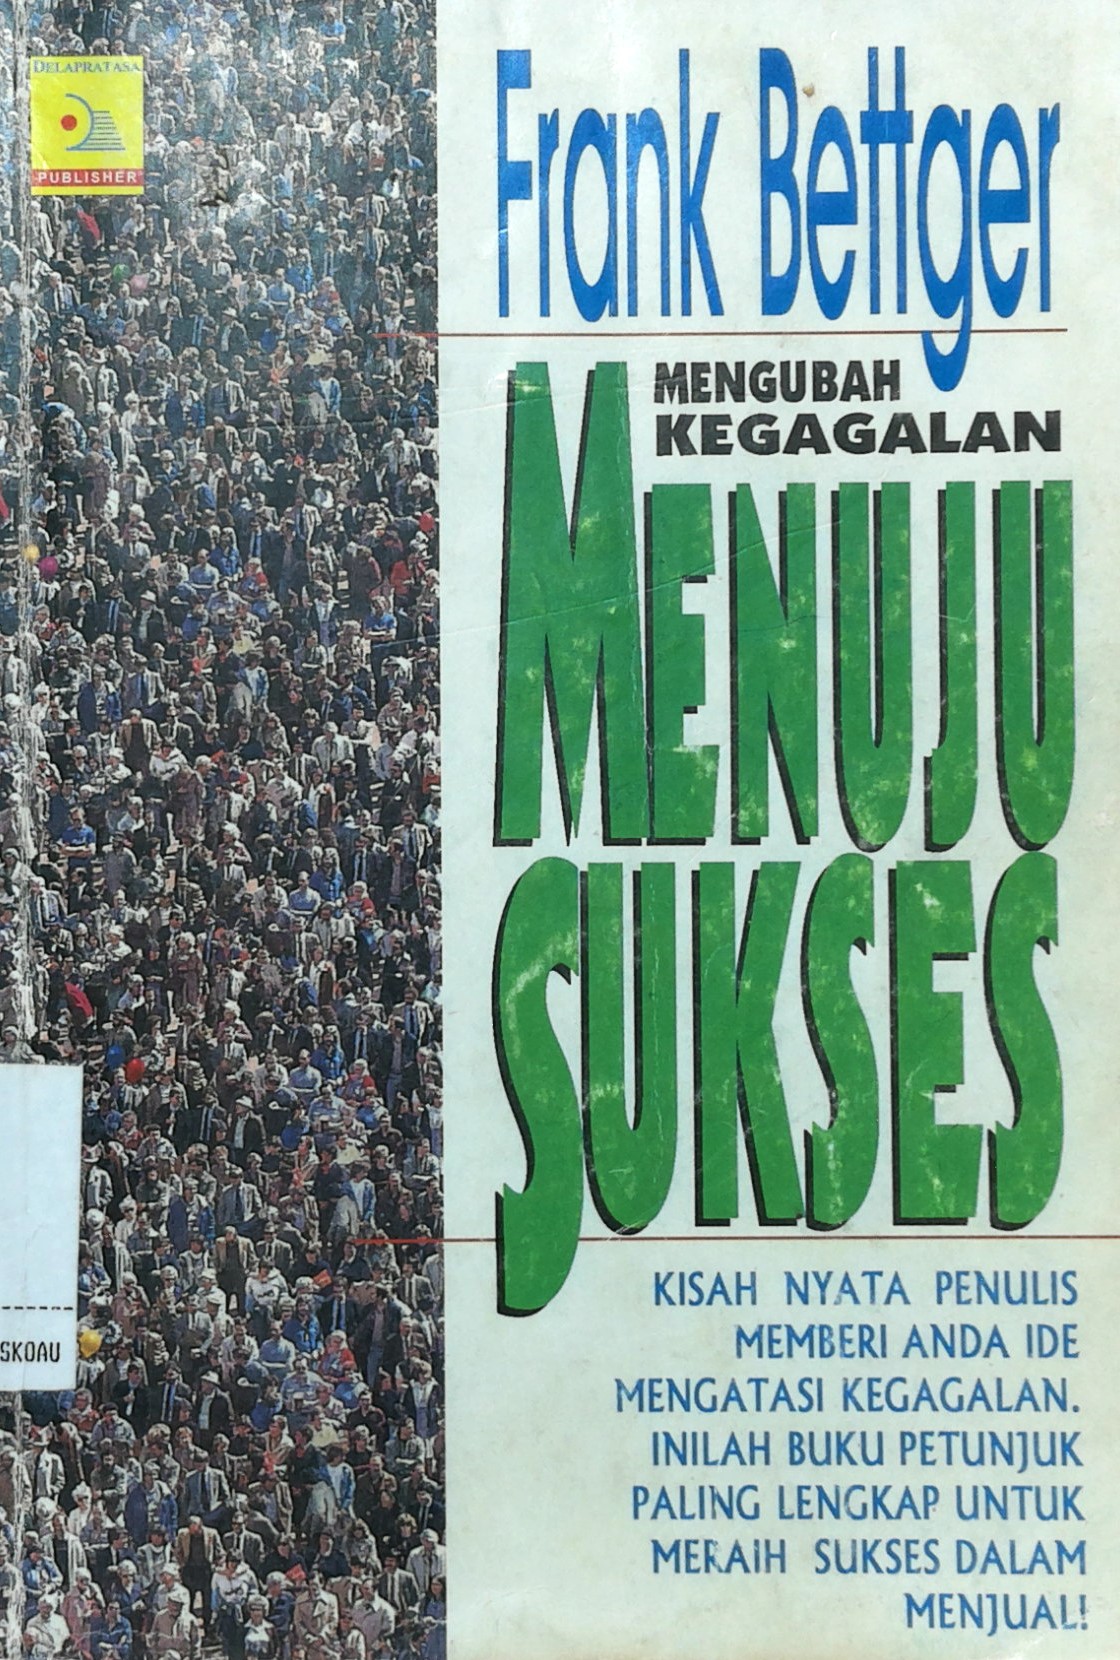 DELAPRATASA
PUBLISHER
Frank Bettger
MENGUBAH
KEGAGALAN
MENUJU
SUKSES
KISAH NYATA PENULIS
MEMBERI ANDA IDE
MENGATASI KEGAGALAN.
INILAH BUKU PETUNJUK
PALING LENGKAP UNTUK
MERAIH SUKSES DALAM
MENJUAL!
SKOAU